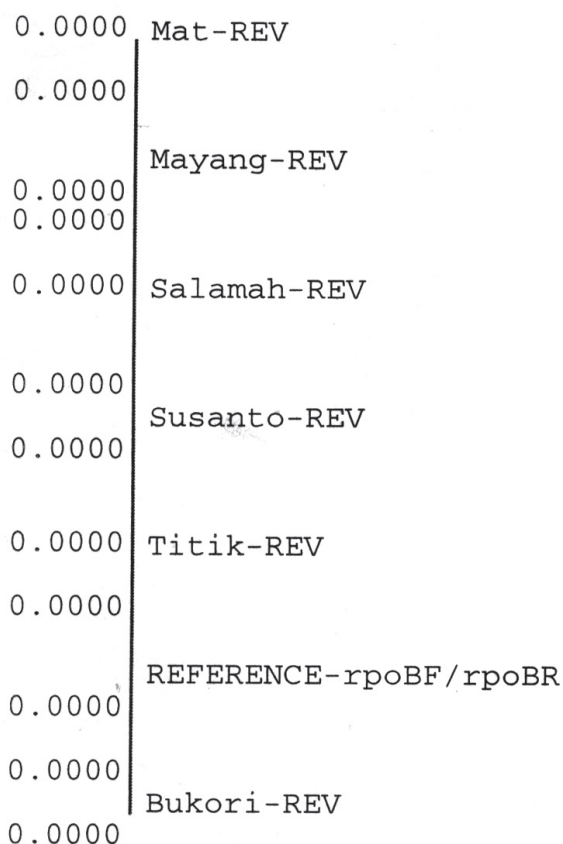 0.0000 Mat-REV
0.0000
Mayang-REV
0.0000
0.0000
0.0000 Salamah-REV
0.0000
Susanto-REV
0.0000
0.0000 Titik-REV
0.0000
REFERENCE-rpoBF/rpoBR
0.0000
0.0000
Bukori-REV
0.0000